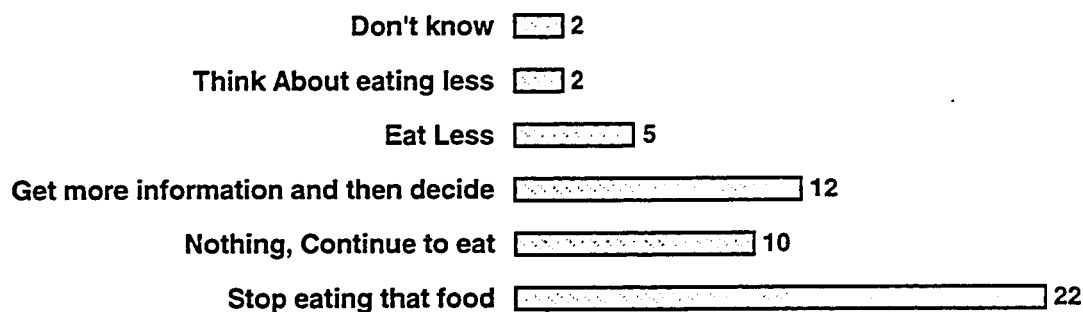 Don't know 2
Think About eating less 2
Eat Less 5
Get more information and then decide 12
Nothing, Continue to eat 10
Stop eating that food 22